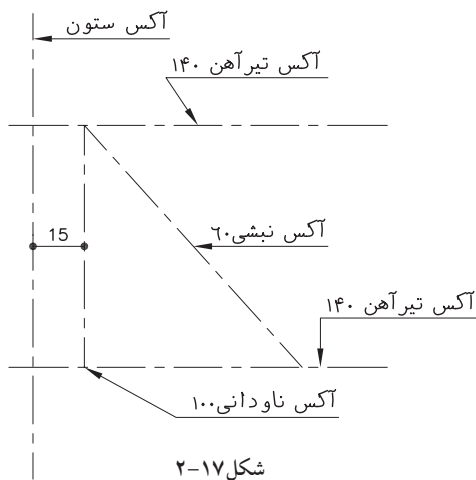 آکس ستون
آکس تیرآهن ۱۴۰
15
آکس نبشی۶۰
آکس تیرآهن ۱۴۰
آکس ناودانی۱۰۰
شکل۱۷-۲